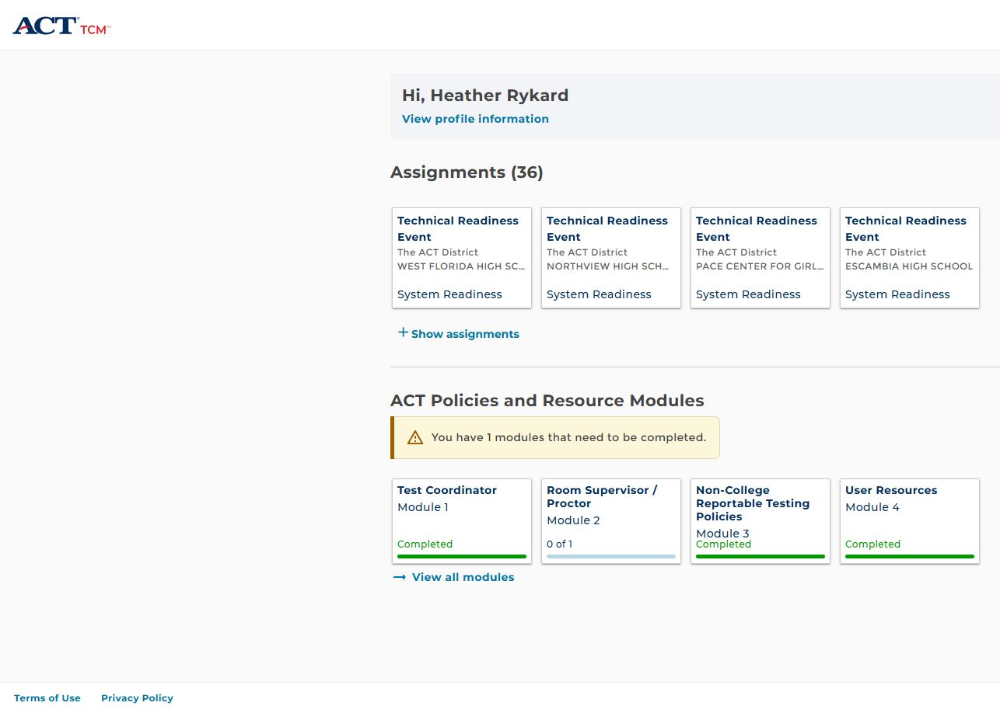 ACT® TCM™
Hi, Heather Rykard
View profile information
Assignments (36)
Technical Readiness
Event
The ACT District
WEST FLORIDA HIGH SC...
System Readiness
Technical Readiness
Event
The ACT District
NORTHVIEW HIGH SCH...
System Readiness
Technical Readiness
Event
The ACT District
PACE CENTER FOR GIRL...
System Readiness
Technical Readiness
Event
The ACT District
ESCAMBIA HIGH SCHOOL
System Readiness
+ Show assignments
ACT Policies and Resource Modules
You have 1 modules that need to be completed.
Test Coordinator
Module 1
Completed
Room Supervisor /
Proctor
Module 2
0 of 1
Non-College
Reportable Testing
Policies
Module 3
Completed
User Resources
Module 4
Completed
→ View all modules
Terms of Use Privacy Policy